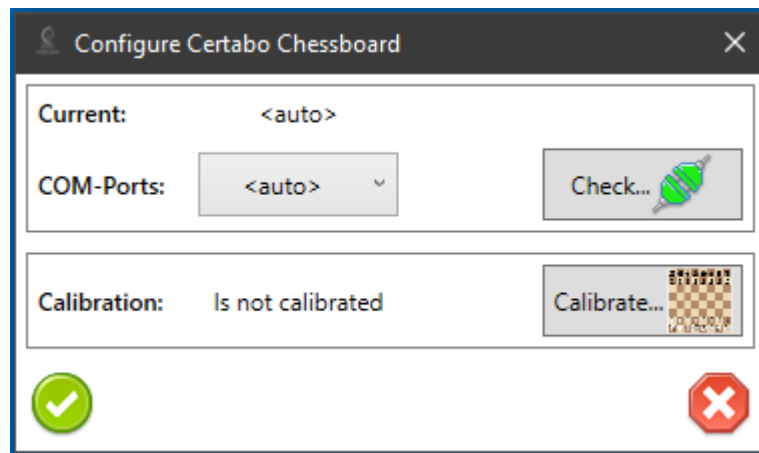 Configure Certabo Chessboard
Current: <auto>
COM-Ports: <auto> Check...
Calibration: Is not calibrated Calibrate...